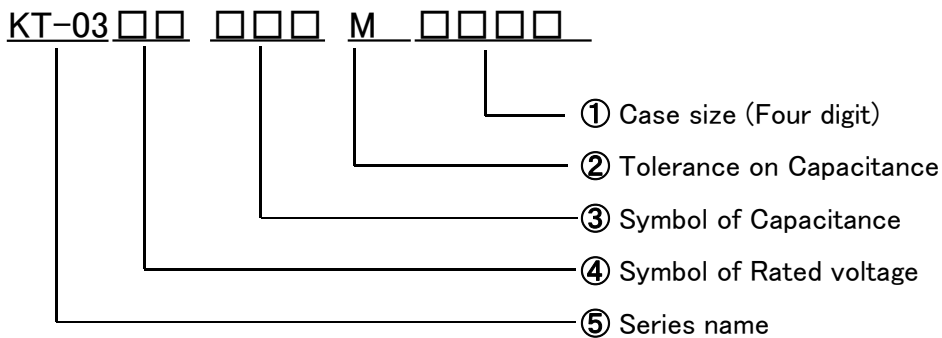 KT-03□□ □□□ M □□□□
① Case size (Four digit)
② Tolerance on Capacitance
③ Symbol of Capacitance
④ Symbol of Rated voltage
⑤ Series name